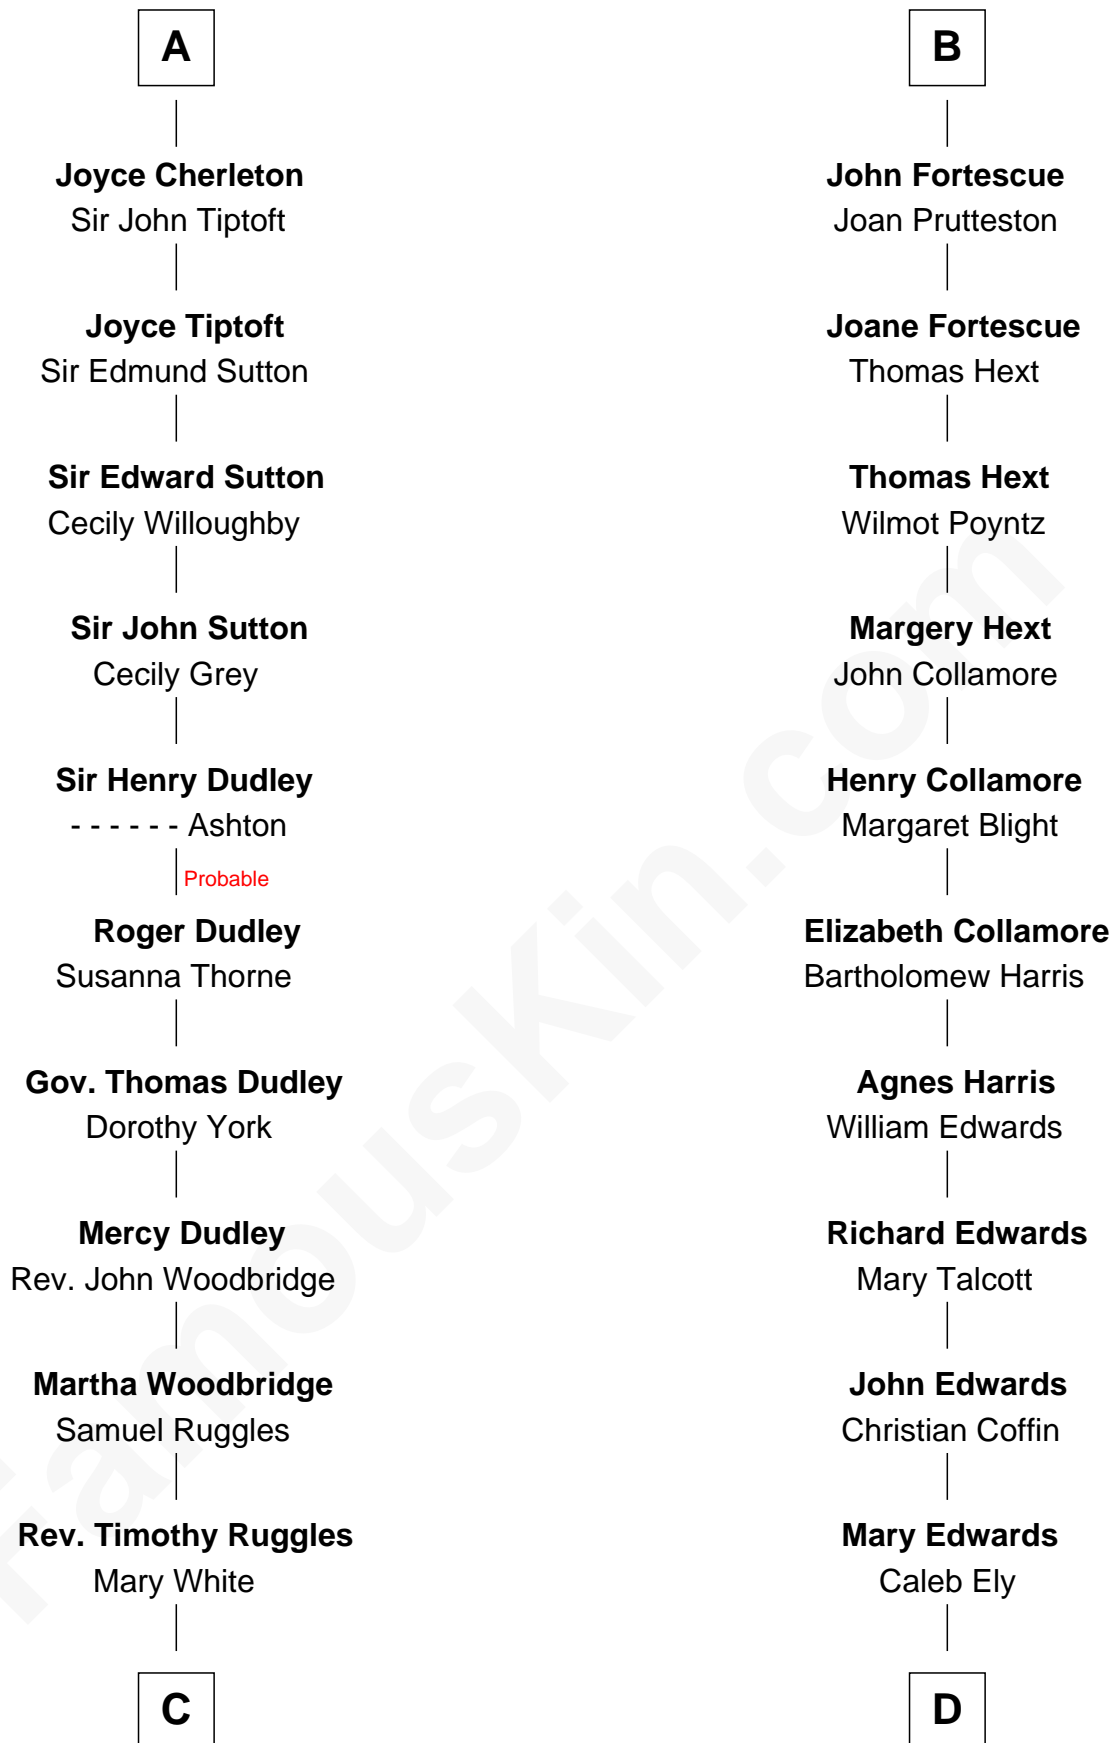 A
Joyce Cherleton
Sir John Tiptoft
Joyce Tiptoft
Sir Edmund Sutton
Sir Edward Sutton
Cecily Willoughby
Sir John Sutton
Cecily Grey
Sir Henry Dudley
- - - - - - Ashton
Probable
Roger Dudley
Susanna Thorne
Gov. Thomas Dudley
Dorothy York
Mercy Dudley
Rev. John Woodbridge
Martha Woodbridge
Samuel Ruggles
Rev. Timothy Ruggles
Mary White
C
B
John Fortescue
Joan Prutteston
Joane Fortescue
Thomas Hext
Thomas Hext
Wilmot Poyntz
Margery Hext
John Collamore
Henry Collamore
Margaret Blight
Elizabeth Collamore
Bartholomew Harris
Agnes Harris
William Edwards
Richard Edwards
Mary Talcott
John Edwards
Christian Coffin
Mary Edwards
Caleb Ely
D
FamousKin.com